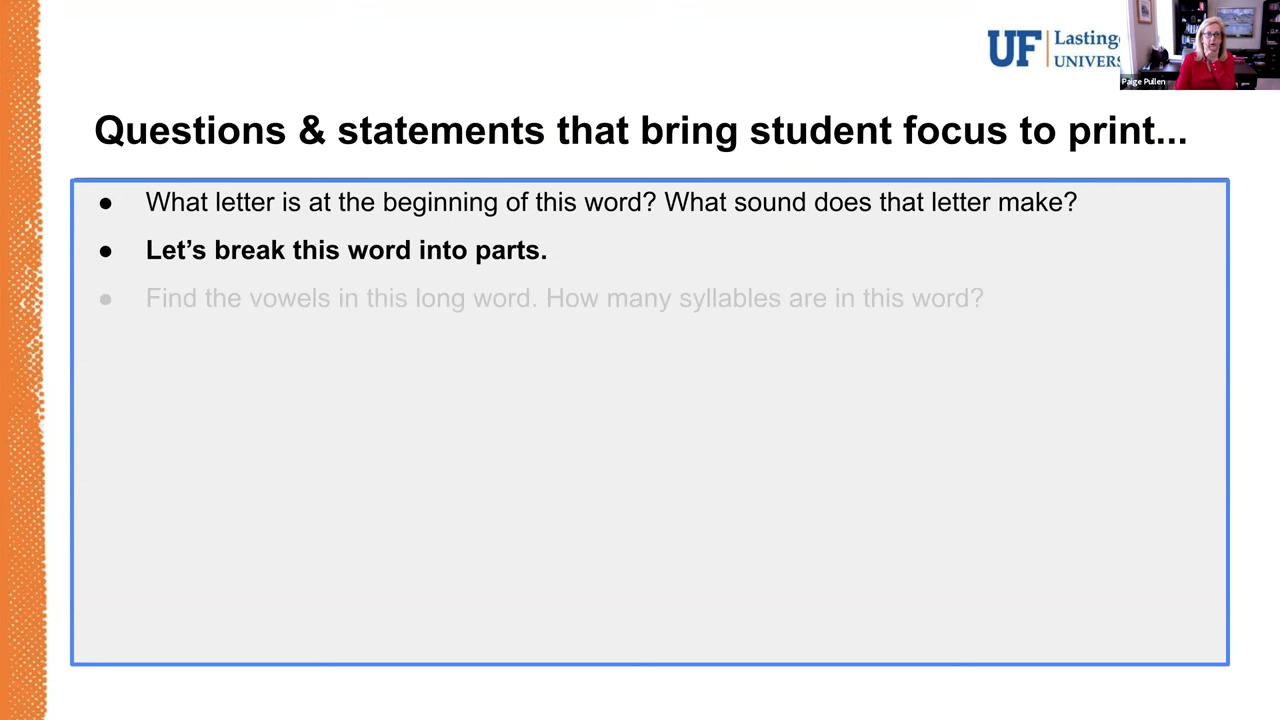 UF Lasting
UNIVERS
Paige Pullen
Questions & statements that bring student focus to print...
● What letter is at the beginning of this word? What sound does that letter make?
● Let’s break this word into parts.
● Find the vowels in this long word. How many syllables are in this word?